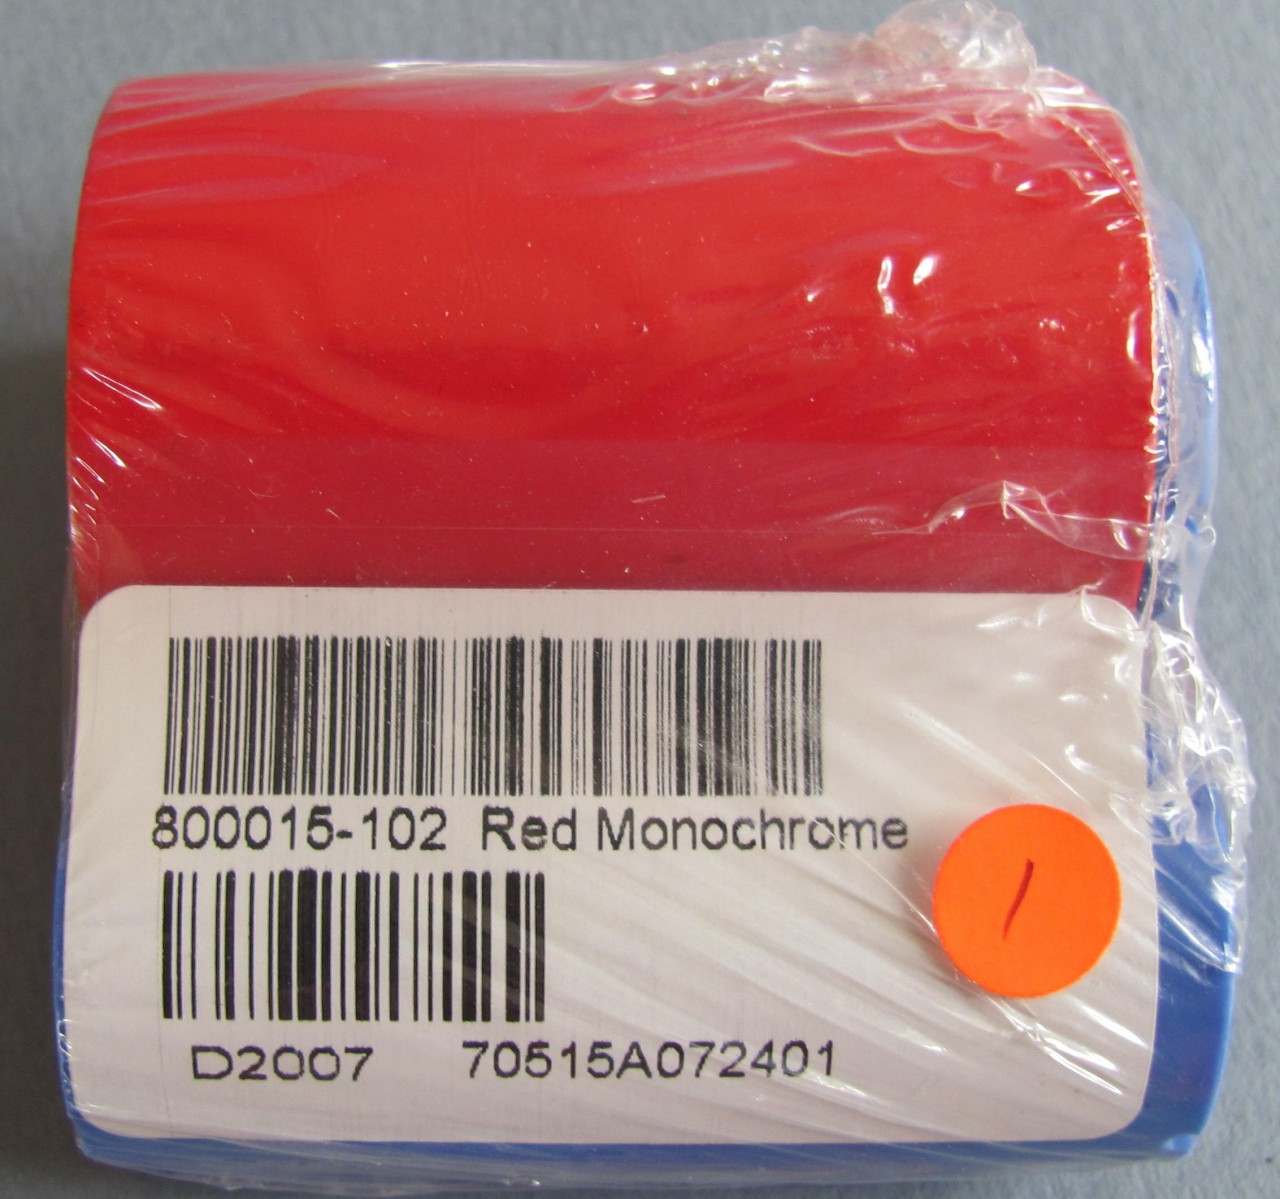 800015-102 Red Monochrome
D2007 70515A072401